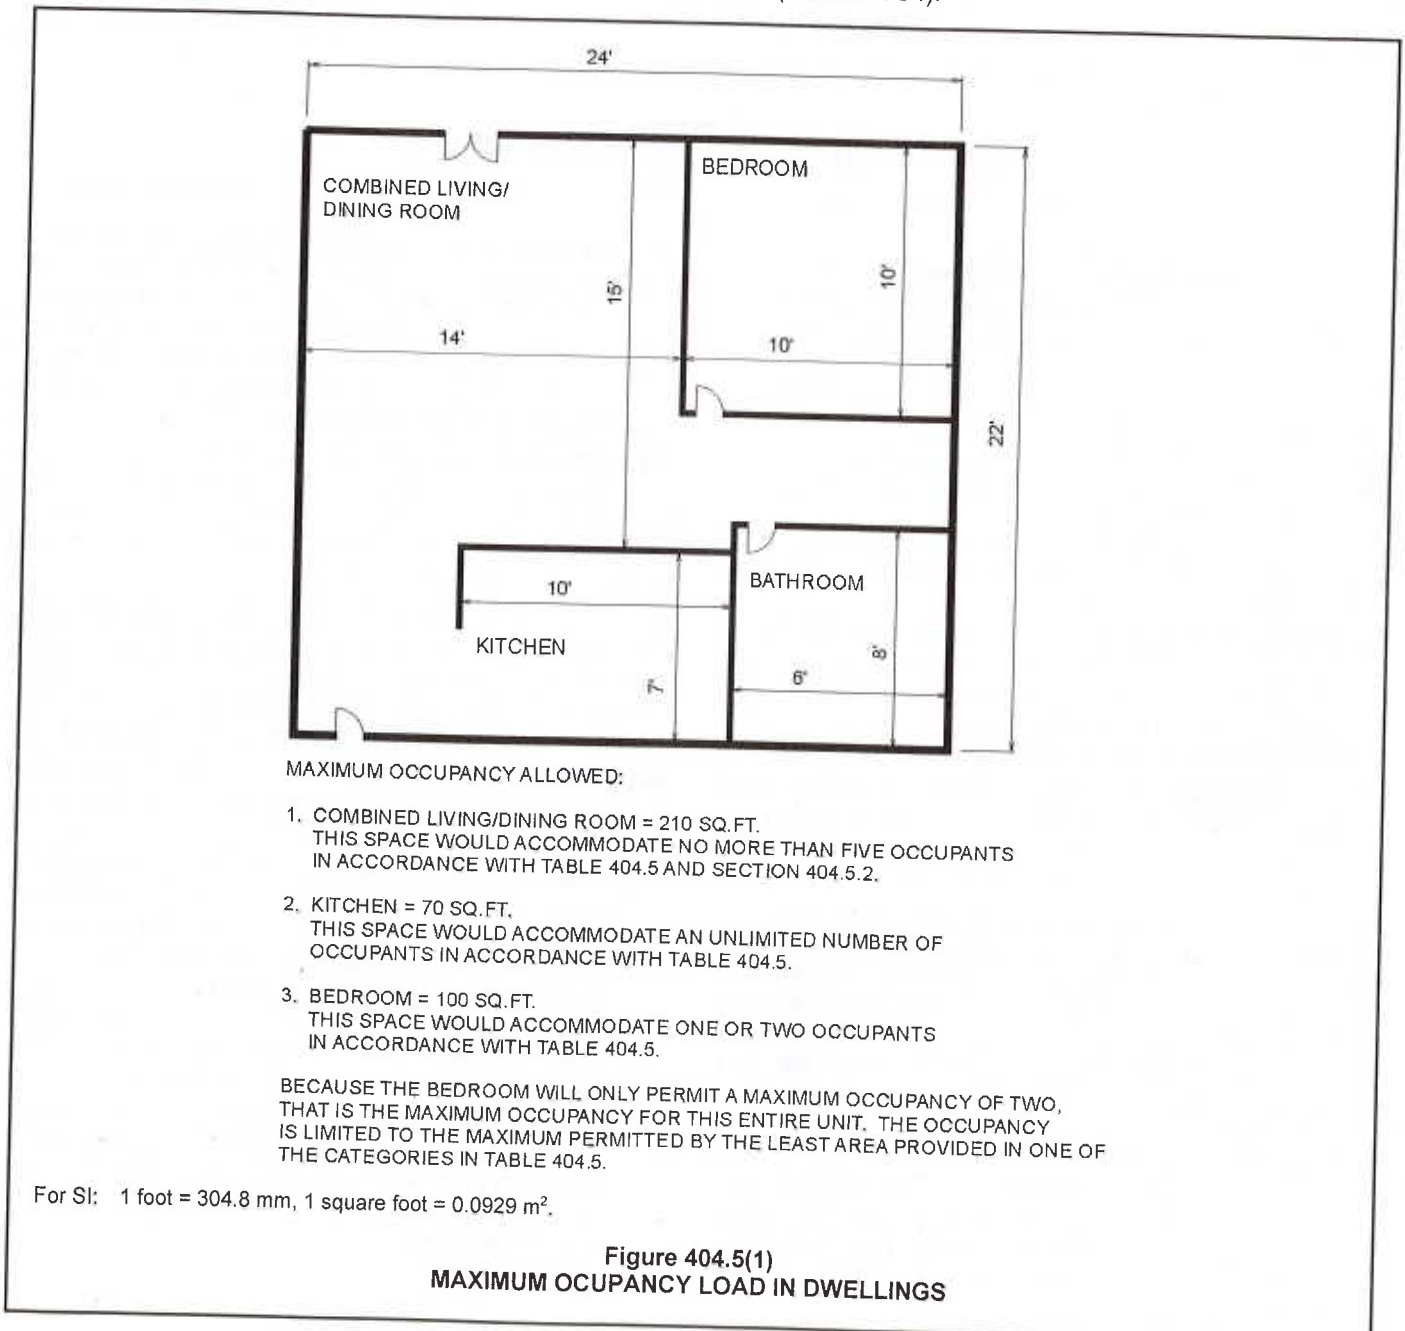 24'
COMBINED LIVING/
DINING ROOM
BEDROOM
15'
10'
14'
10'
22'
10'
KITCHEN
7'
BATHROOM
8'
6'
MAXIMUM OCCUPANCY ALLOWED:
1. COMBINED LIVING/DINING ROOM = 210 SQ.FT.
THIS SPACE WOULD ACCOMMODATE NO MORE THAN FIVE OCCUPANTS
IN ACCORDANCE WITH TABLE 404.5 AND SECTION 404.5.2.
2. KITCHEN = 70 SQ.FT.
THIS SPACE WOULD ACCOMMODATE AN UNLIMITED NUMBER OF
OCCUPANTS IN ACCORDANCE WITH TABLE 404.5.
3. BEDROOM = 100 SQ.FT.
THIS SPACE WOULD ACCOMMODATE ONE OR TWO OCCUPANTS
IN ACCORDANCE WITH TABLE 404.5.
BECAUSE THE BEDROOM WILL ONLY PERMIT A MAXIMUM OCCUPANCY OF TWO,
THAT IS THE MAXIMUM OCCUPANCY FOR THIS ENTIRE UNIT. THE OCCUPANCY
IS LIMITED TO THE MAXIMUM PERMITTED BY THE LEAST AREA PROVIDED IN ONE OF
THE CATEGORIES IN TABLE 404.5.
For SI: 1 foot = 304.8 mm, 1 square foot = 0.0929 m².
Figure 404.5(1)
MAXIMUM OCUPANCY LOAD IN DWELLINGS